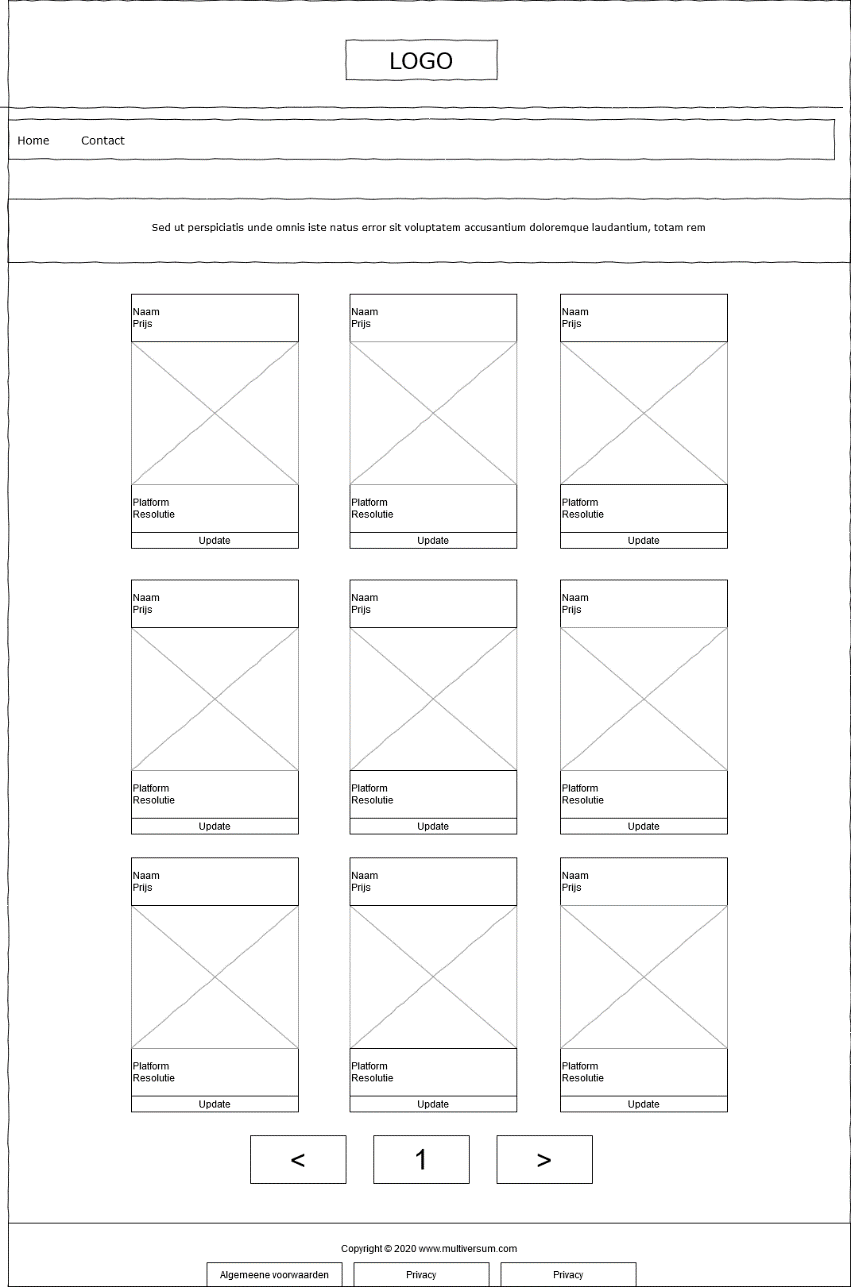 LOGO
Home Contact
Sed ut perspiciatis unde omnis iste natus error sit voluptatem accusantium doloremque laudantium, totam rem
Naam Naam Naam
Prijs Prijs Prijs
Platform Platform Platform
Resolutie Resolutie Resolutie
Update Update Update
Naam Naam Naam
Prijs Prijs Prijs
Platform Platform Platform
Resolutie Resolutie Resolutie
Update Update Update
Naam Naam Naam
Prijs Prijs Prijs
Platform Platform Platform
Resolutie Resolutie Resolutie
Update Update Update
< 1 >
Copyright © 2020 www.multiversum.com
Algemeene voorwaarden Privacy Privacy